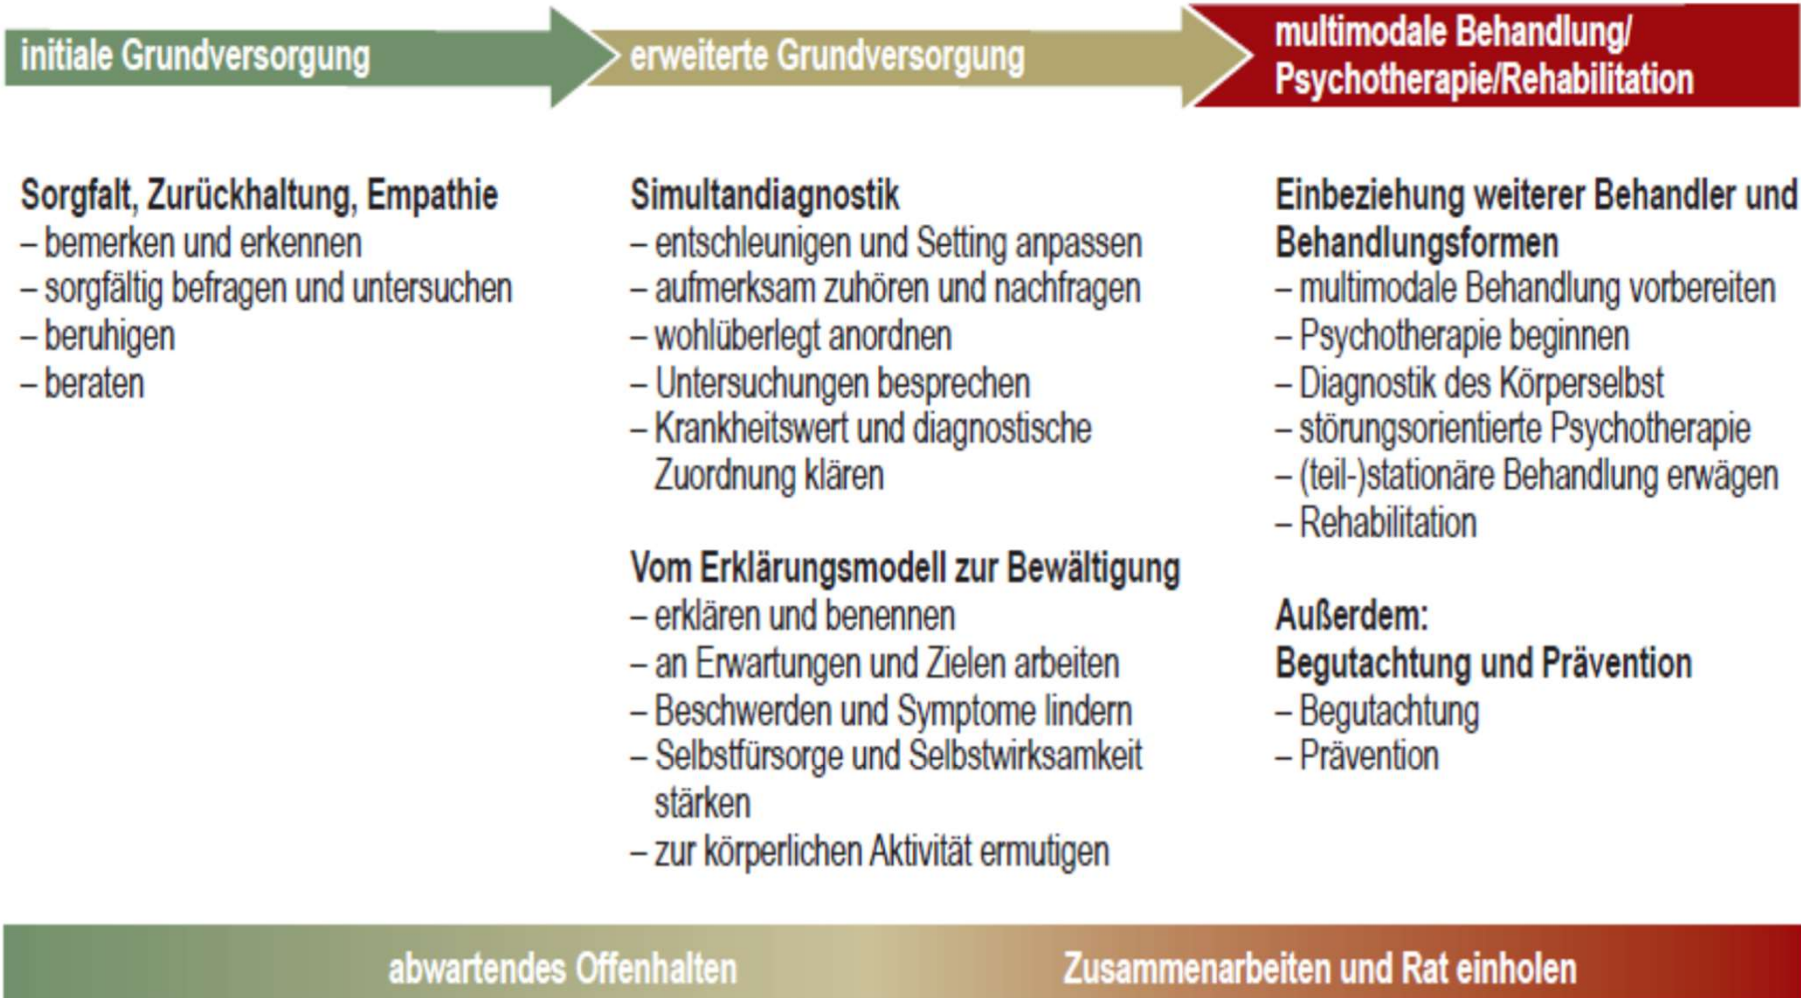 initiale Grundversorgung
erweiterte Grundversorgung
multimodale Behandlung/
Psychotherapie/Rehabilitation
Sorgfalt, Zurückhaltung, Empathie
– bemerken und erkennen
– sorgfältig befragen und untersuchen
– beruhigen
– beraten
Simultandiagnostik
– entschleunigen und Setting anpassen
– aufmerksam zuhören und nachfragen
– wohlüberlegt anordnen
– Untersuchungen besprechen
– Krankheitswert und diagnostische
Zuordnung klären
Vom Erklärungsmodell zur Bewältigung
– erklären und benennen
– an Erwartungen und Zielen arbeiten
– Beschwerden und Symptome lindern
– Selbstfürsorge und Selbstwirksamkeit
stärken
– zur körperlichen Aktivität ermutigen
Einbeziehung weiterer Behandler und
Behandlungsformen
– multimodale Behandlung vorbereiten
– Psychotherapie beginnen
– Diagnostik des Körperselbst
– störungsorientierte Psychotherapie
– (teil-)stationäre Behandlung erwägen
– Rehabilitation
Außerdem:
Begutachtung und Prävention
– Begutachtung
– Prävention
abwartendes Offenhalten
Zusammenarbeiten und Rat einholen